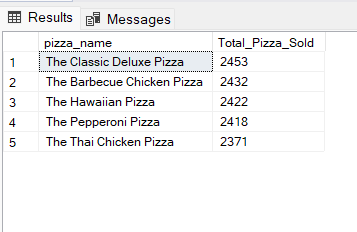 Results Messages
pizza_name Total_Pizza_Sold
1 The Classic Deluxe Pizza 2453
2 The Barbecue Chicken Pizza 2432
3 The Hawaiian Pizza 2422
4 The Pepperoni Pizza 2418
5 The Thai Chicken Pizza 2371